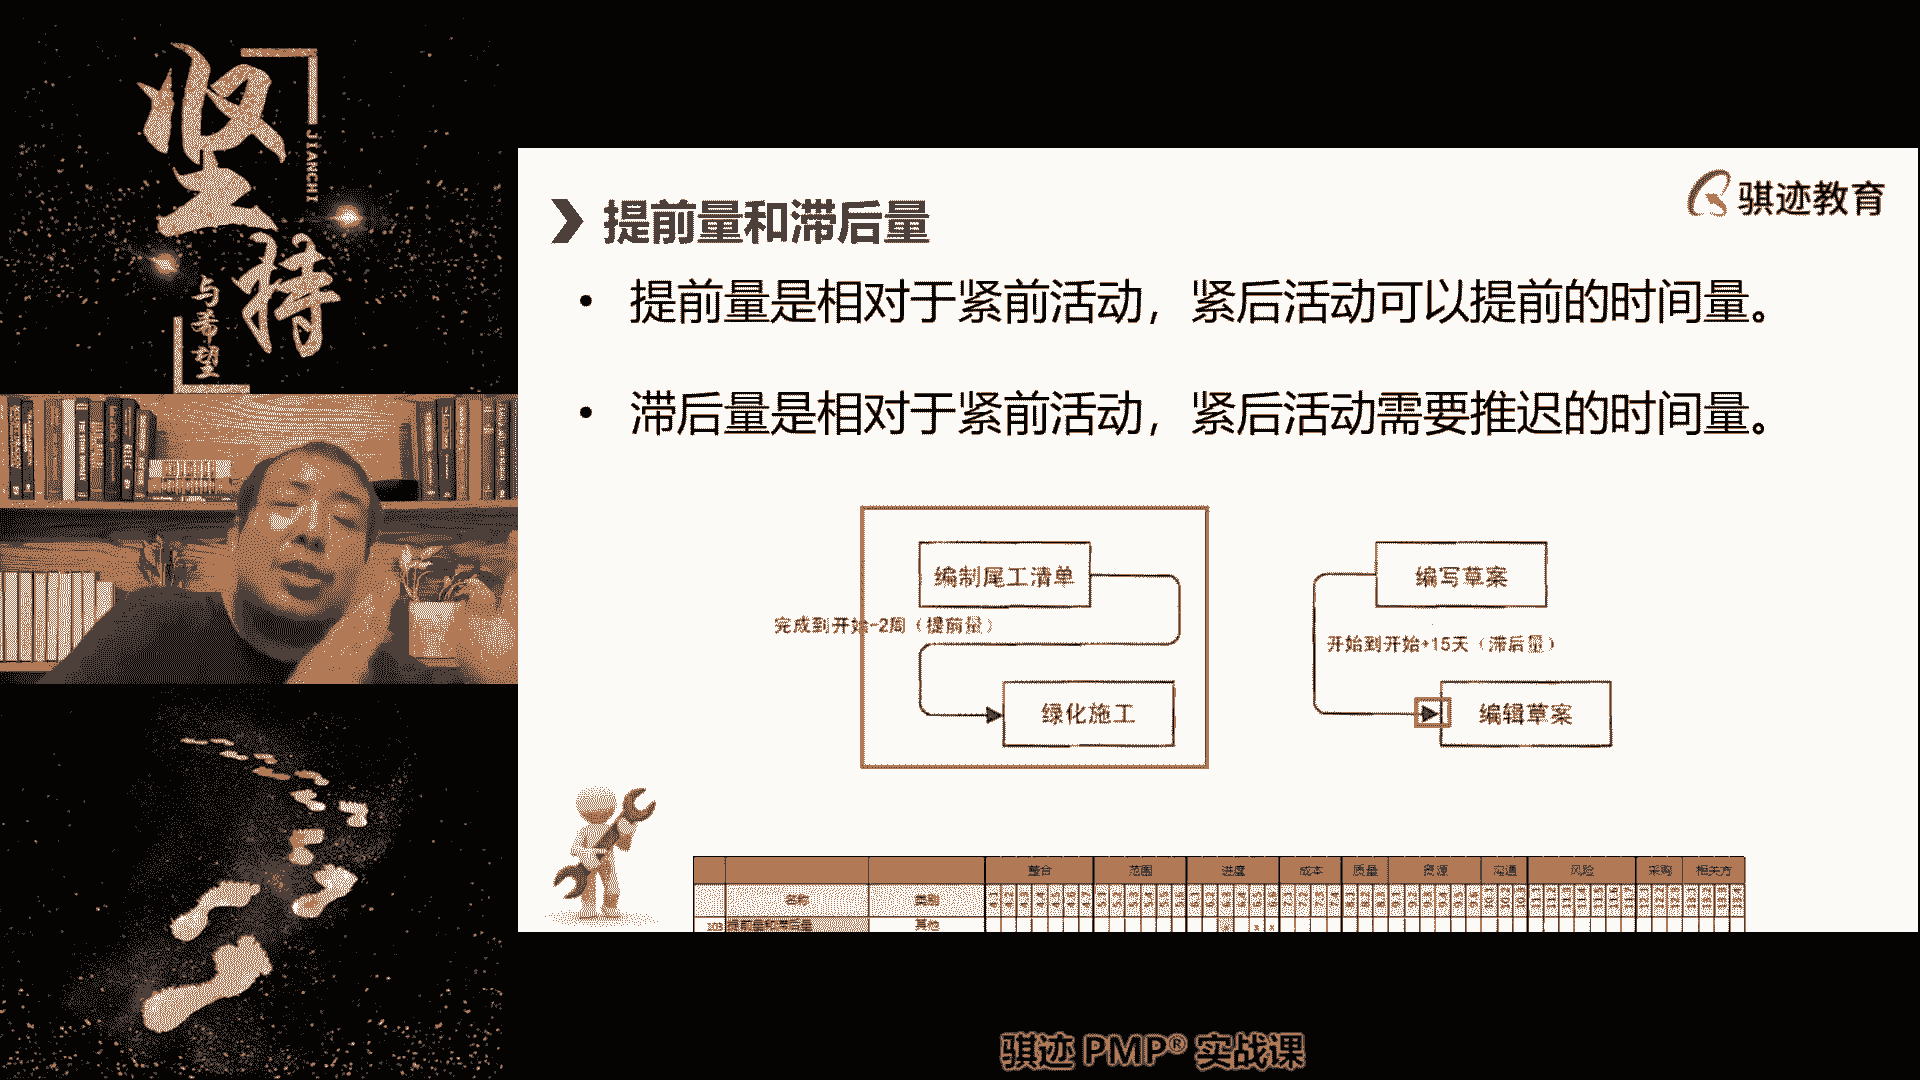 坚持
JIANCHI
与希望
骐迹教育
提前量和滞后量
• 提前量是相对于紧前活动，紧后活动可以提前的时间量。
• 滞后量是相对于紧前活动，紧后活动需要推迟的时间量。
编制尾工清单
完成到开始-2周（提前量）
绿化施工
编写草案
开始到开始+15天（滞后量）
编辑草案
整合 范围 进度 成本 质量 资源 沟通 风险 采购 相关方
名称 类别
203 提前量和滞后量 其他
骐迹 PMP® 实战课